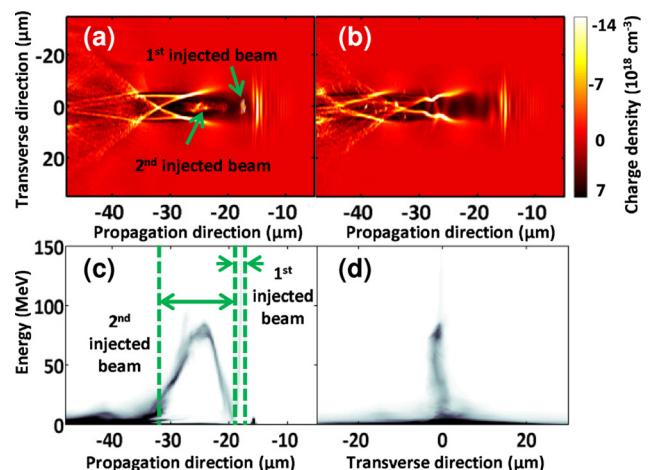 (a)
1st injected beam
2nd injected beam
(b)
Transverse direction (μm)
-20
0
20
-40 -30 -20 -10
Propagation direction (μm)
-40 -30 -20 -10
Propagation direction (μm)
-14
-7
0
7
Charge density (10^18 cm^-3)
(c)
1st
injected
beam
2nd
injected
beam
Energy (MeV)
150
100
50
0
-40 -30 -20 -10
Propagation direction (μm)
(d)
-20 0 20
Transverse direction (μm)